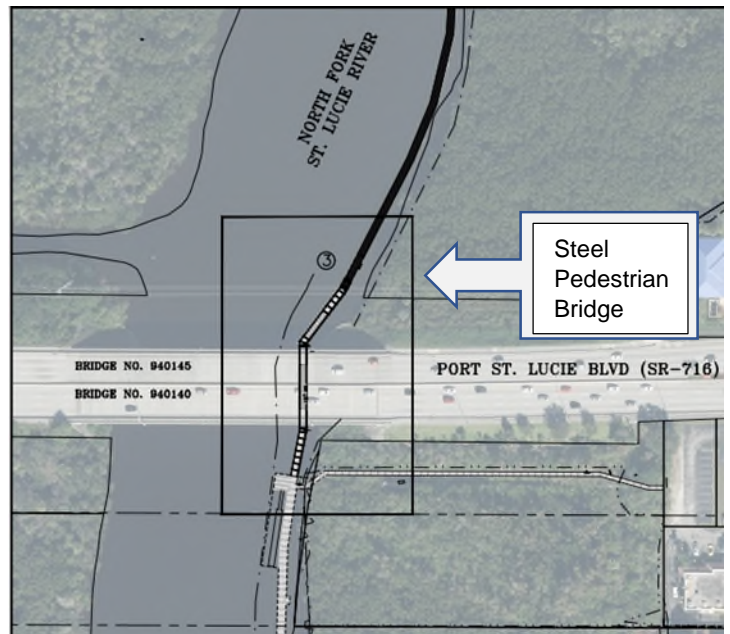 NORTH FORK
ST. LUCIE RIVER
③
Steel
Pedestrian
Bridge
BRIDGE NO. 940145
BRIDGE NO. 940140
PORT ST. LUCIE BLVD (SR-716)